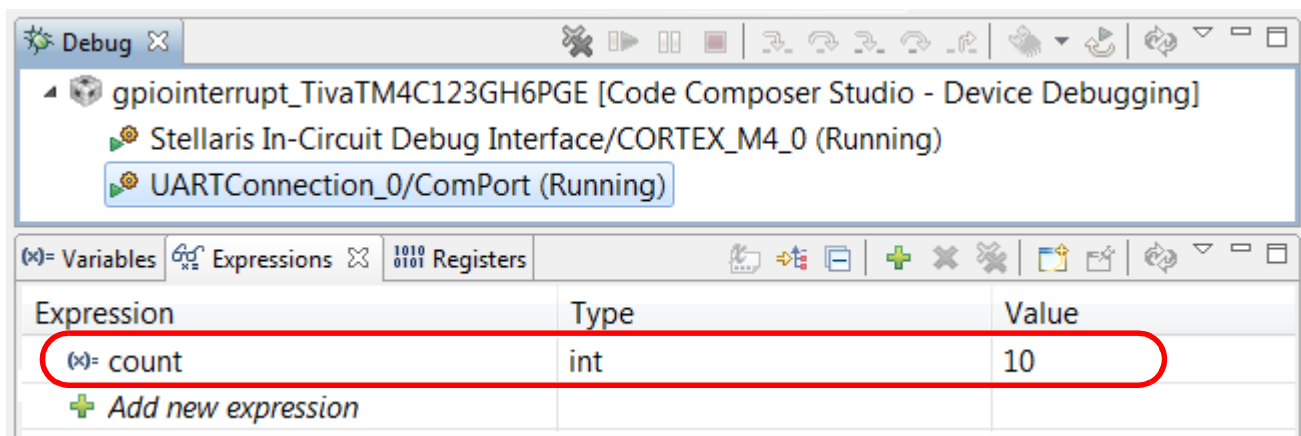 Debug
gpiointerrupt_TivaTM4C123GH6PGE [Code Composer Studio - Device Debugging]
Stellaris In-Circuit Debug Interface/CORTEX_M4_0 (Running)
UARTConnection_0/ComPort (Running)
(x)= Variables Expressions 1010 0101 Registers
Expression Type Value
(x)= count int 10
Add new expression